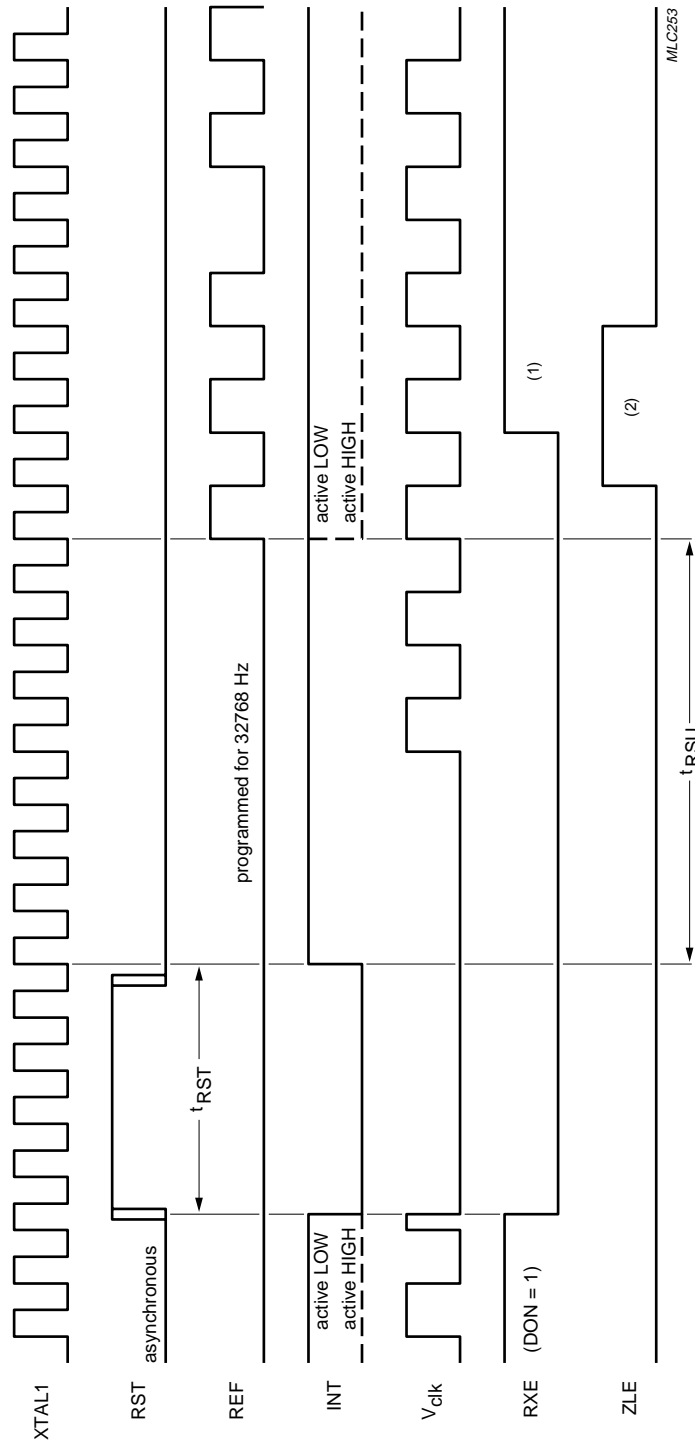 XTAL1
RST
asynchronous
t RST
REF
programmed for 32768 Hz
INT
active LOW
active HIGH
active LOW
active HIGH
Vclk
RXE
(DON = 1)
(1)
ZLE
(2)
t RSU
MLC253